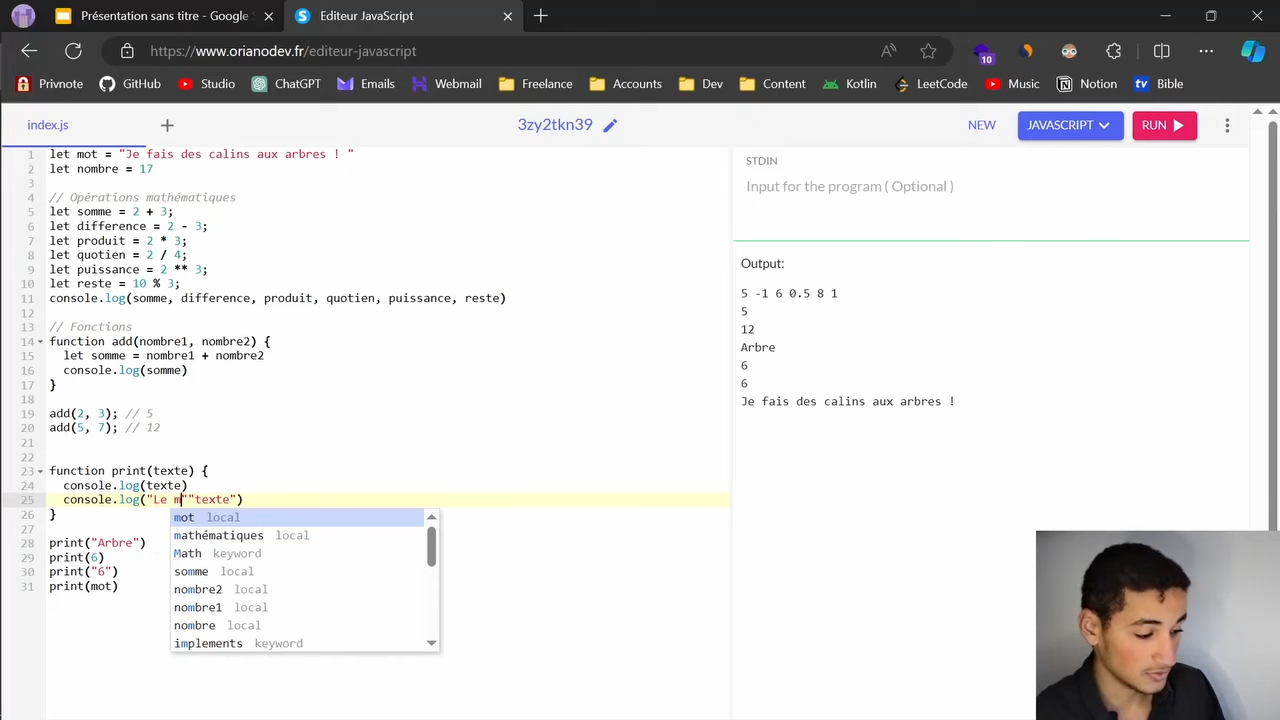 Présentation sans titre - Google S
Editeur JavaScript
https://www.orianodev.fr/editeur-javascript
10
Privnote GitHub Studio ChatGPT Emails Webmail Freelance Accounts Dev Content Kotlin LeetCode Music Notion tv Bible
index.js
3zy2tkn39
NEW
JAVASCRIPT
RUN
1 let mot = "Je fais des calins aux arbres ! "
2 let nombre = 17
3
4 // Opérations mathématiques
5 let somme = 2 + 3;
6 let difference = 2 - 3;
7 let produit = 2 * 3;
8 let quotien = 2 / 4;
9 let puissance = 2 ** 3;
10 let reste = 10 % 3;
11 console.log(somme, difference, produit, quotien, puissance, reste)
12
13 // Fonctions
14 function add(nombre1, nombre2) {
15 let somme = nombre1 + nombre2
16 console.log(somme)
17 }
18
19 add(2, 3); // 5
20 add(5, 7); // 12
21
22
23 function print(texte) {
24 console.log(texte)
25 console.log("Le m""texte")
26 }
27
28 print("Arbre")
29 print(6)
30 print("6")
31 print(mot)
mot local
mathématiques local
Math keyword
somme local
nombre2 local
nombre1 local
nombre local
implements keyword
STDIN
Input for the program ( Optional )
Output:
5 -1 6 0.5 8 1
5
12
Arbre
6
6
Je fais des calins aux arbres !